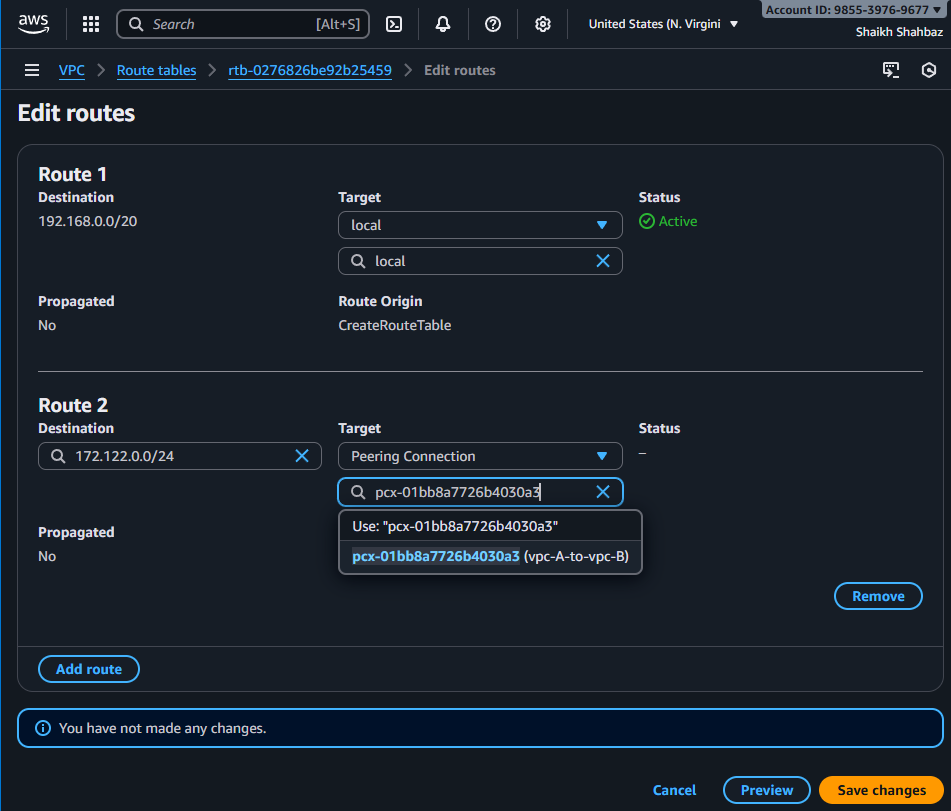 aws
Search [Alt+S]
United States (N. Virgini
Account ID: 9855-3976-9677
Shaikh Shahbaz
VPC
Route tables
rtb-0276826be92b25459
Edit routes
Edit routes
Route 1
Destination
192.168.0.0/20
Target
local
local
Status
Active
Propagated
No
Route Origin
CreateRouteTable
Route 2
Destination
172.122.0.0/24
Target
Peering Connection
pcx-01bb8a7726b4030a3
Use: "pcx-01bb8a7726b4030a3"
pcx-01bb8a7726b4030a3 (vpc-A-to-vpc-B)
Status
–
Propagated
No
Remove
Add route
You have not made any changes.
Cancel
Preview
Save changes